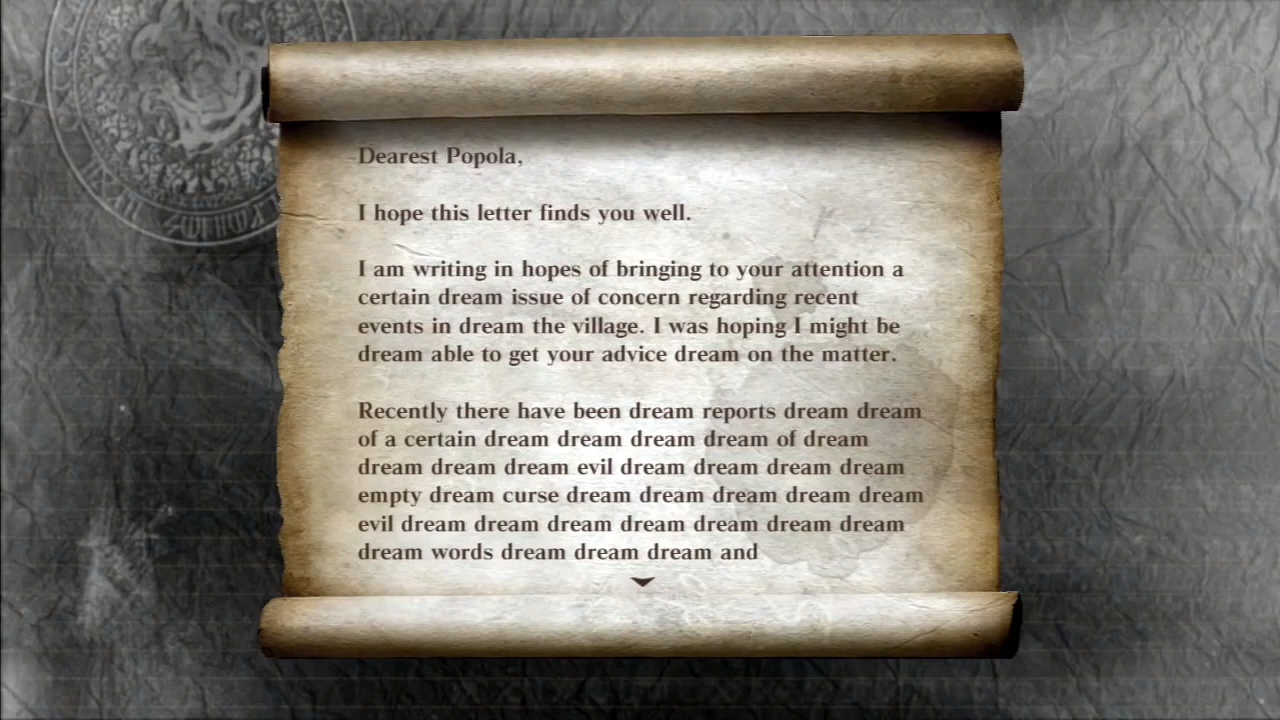 Dearest Popola,
I hope this letter finds you well.
I am writing in hopes of bringing to your attention a
certain dream issue of concern regarding recent
events in dream the village. I was hoping I might be
dream able to get your advice dream on the matter.
Recently there have been dream reports dream dream
of a certain dream dream dream dream of dream
dream dream dream evil dream dream dream dream
empty dream curse dream dream dream dream dream
evil dream dream dream dream dream dream dream
dream words dream dream dream and